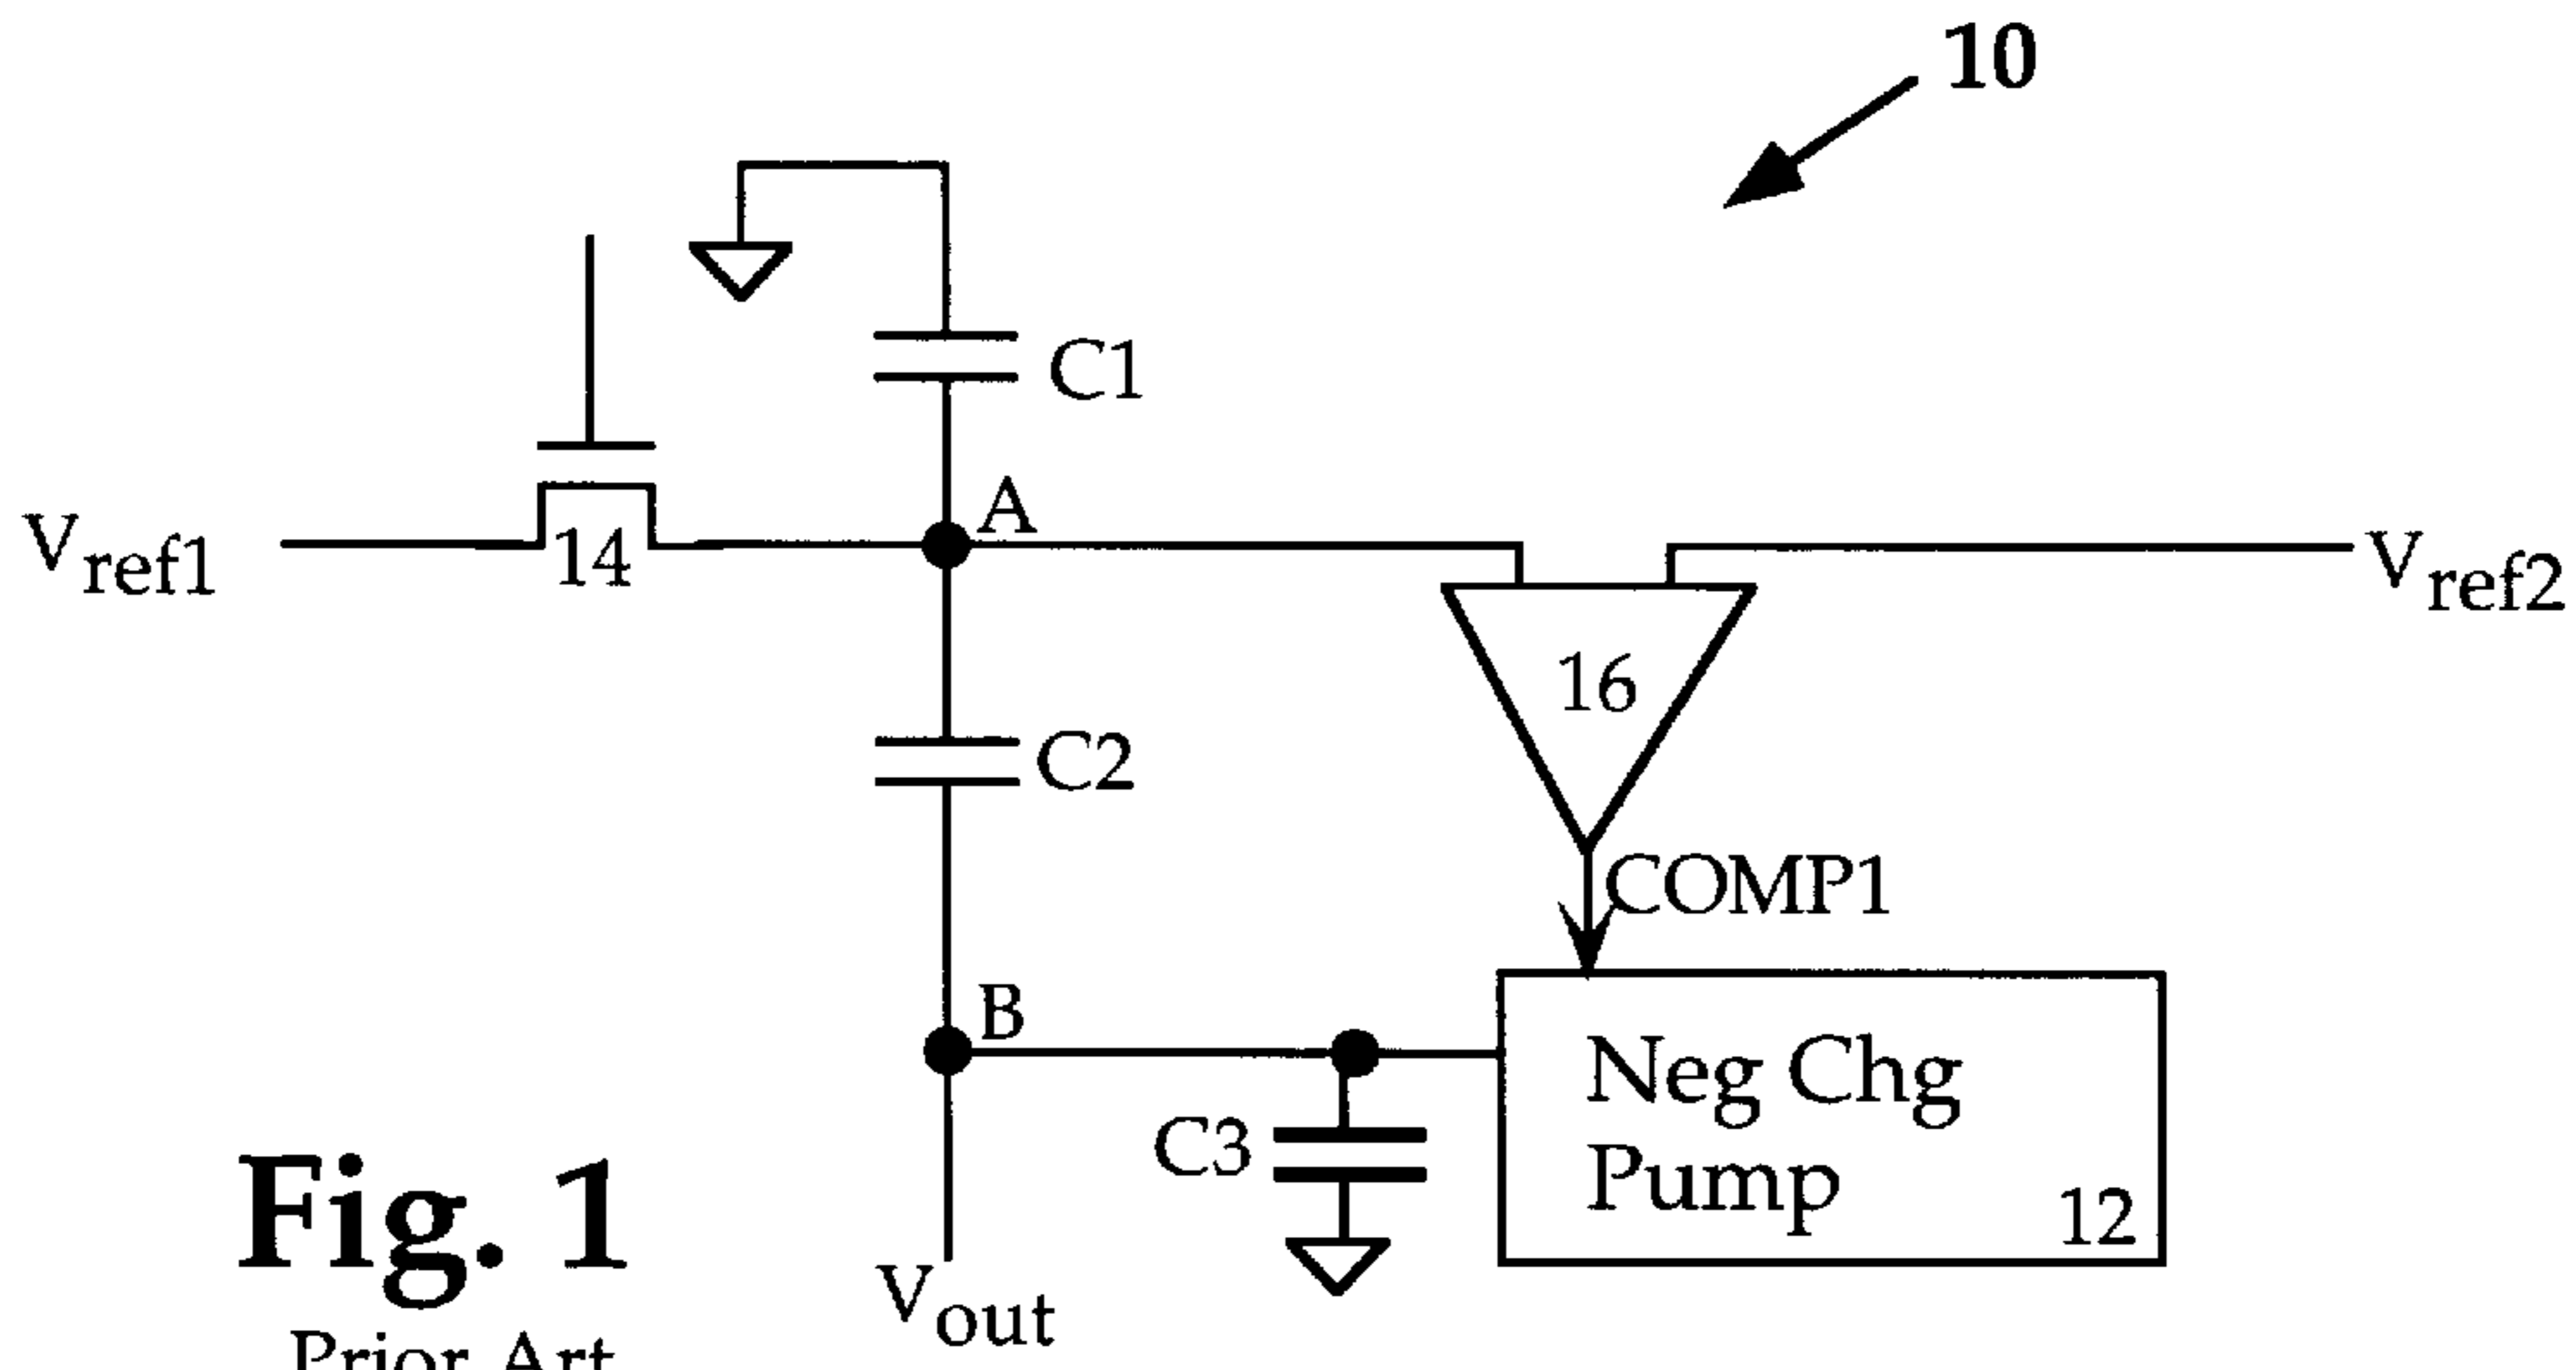 10
C1
A
Vref1
14
Vref2
16
C2
COMP1
B
Neg Chg
Pump
12
C3
Fig. 1
Vout
Prior Art